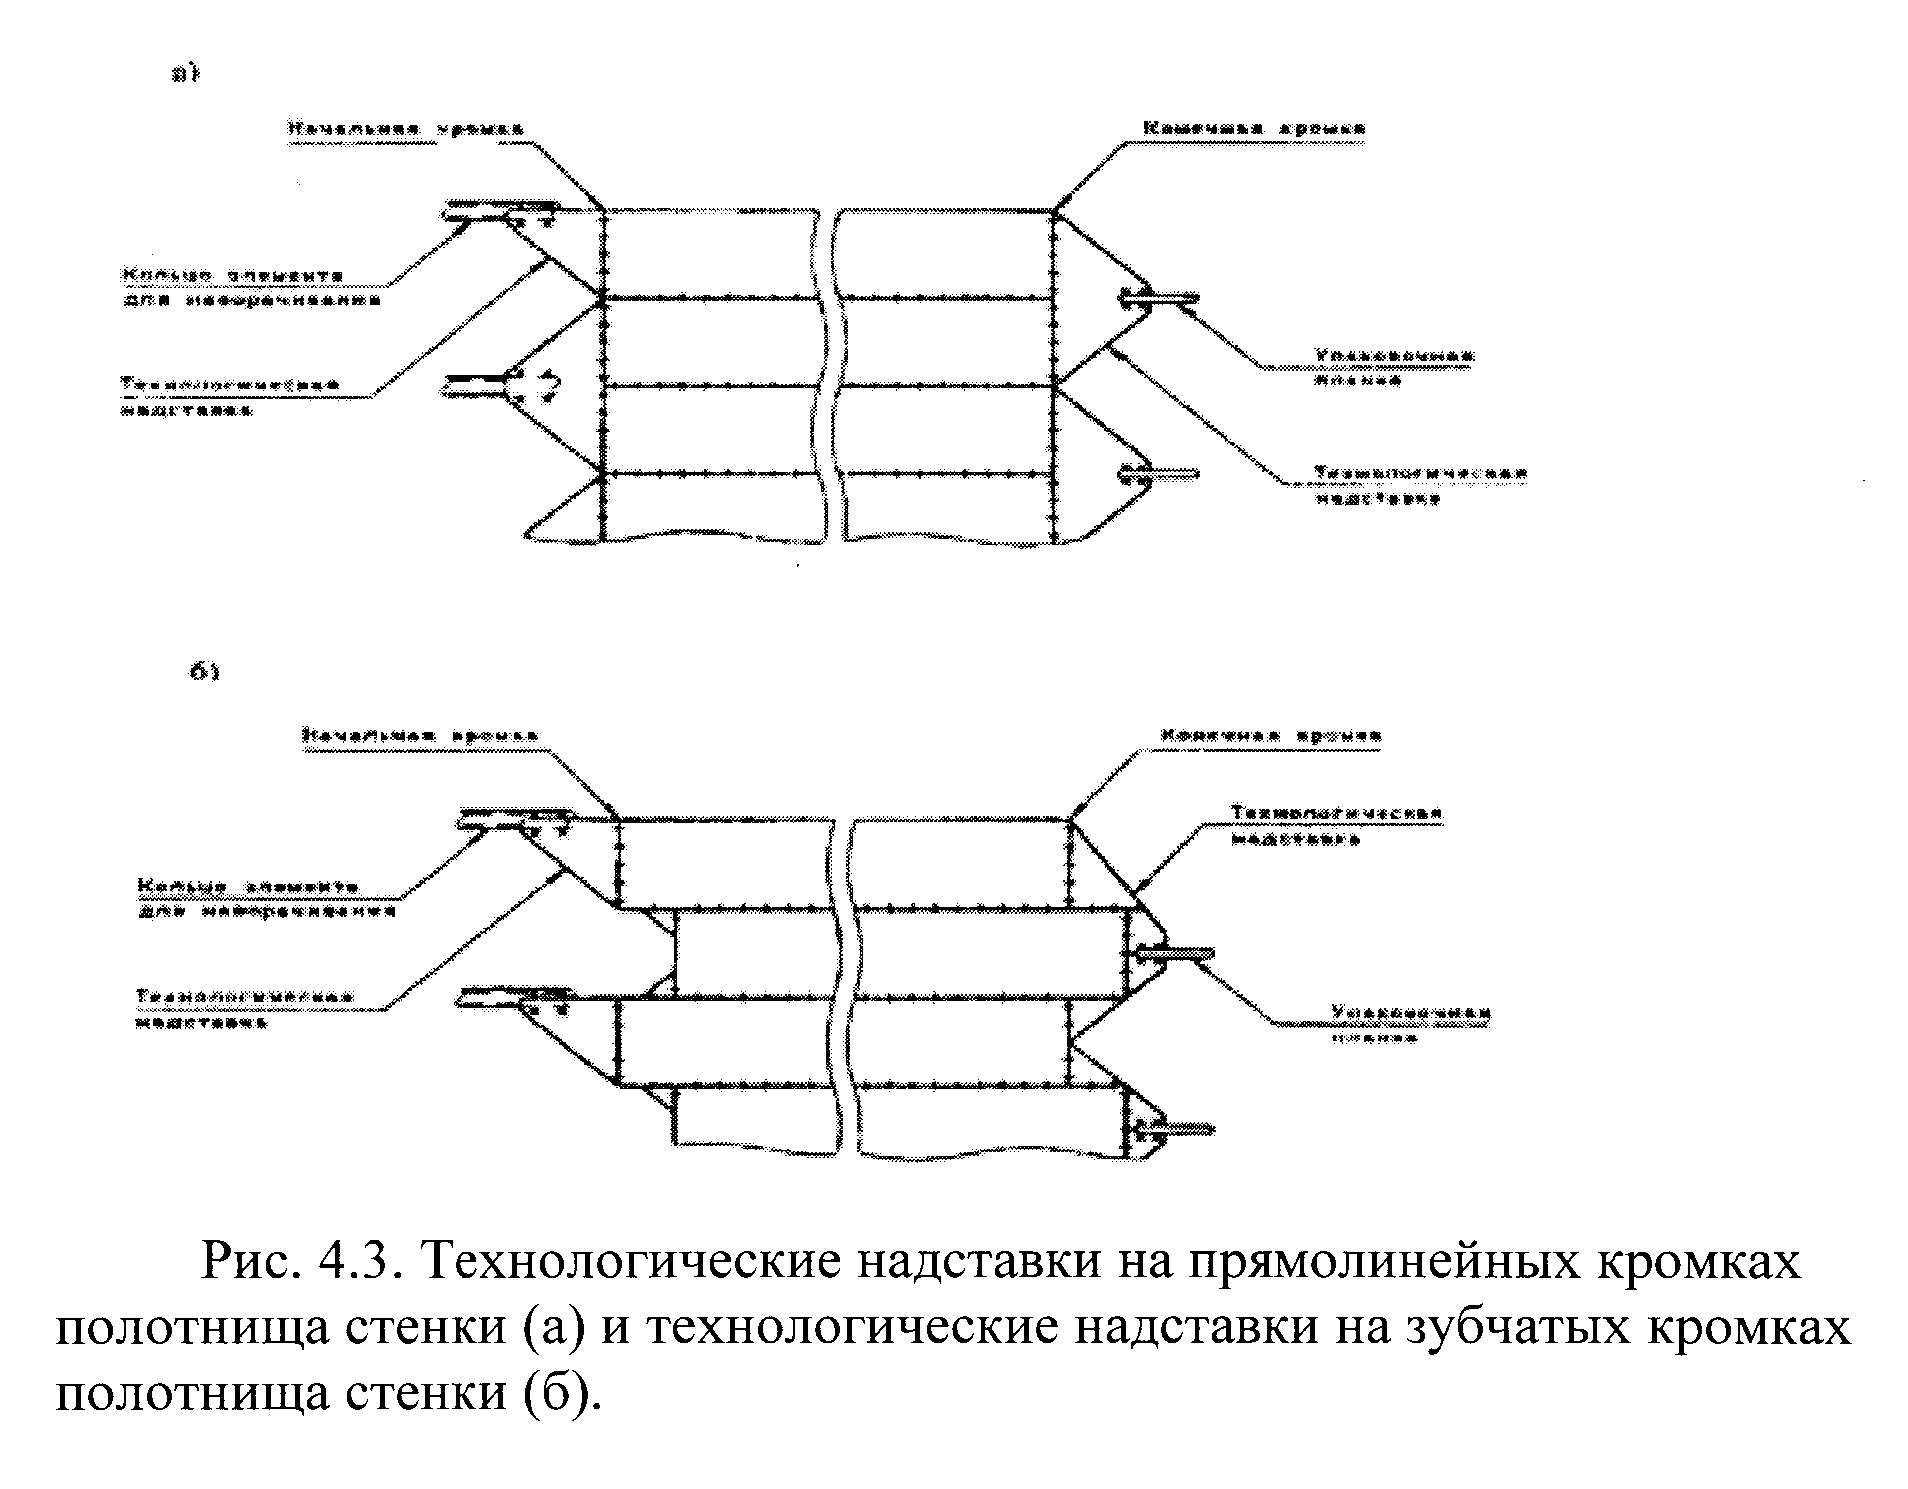 а)
Начальная кромка
Конечная кромка
Кольцо элемента
для наворачивания
Технологическая
надставка
Упаковочная
планка
Технологическая
надставка
б)
Начальная кромка
Конечная кромка
Технологическая
надставка
Кольцо элемента
для наворачивания
Технологическая
надставка
Упаковочная
планка
Рис. 4.3. Технологические надставки на прямолинейных кромках
полотнища стенки (а) и технологические надставки на зубчатых кромках
полотнища стенки (б).